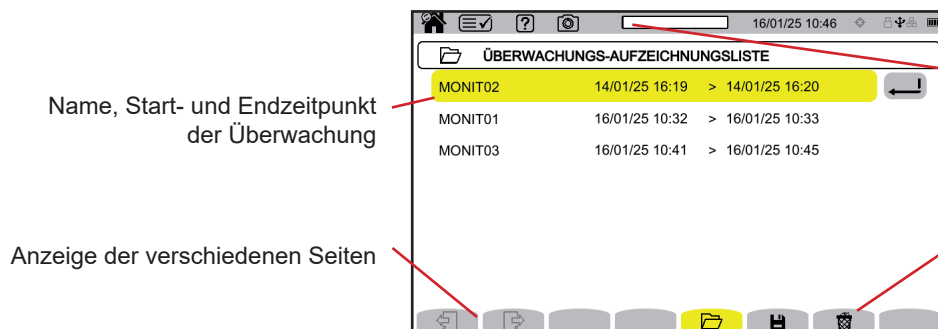 16/01/25 10:46
ÜBERWACHUNGS-AUFZEICHNUNGSLISTE
MONIT02 14/01/25 16:19 > 14/01/25 16:20
MONIT01 16/01/25 10:32 > 16/01/25 10:33
MONIT03 16/01/25 10:41 > 16/01/25 10:45
Name, Start- und Endzeitpunkt
der Überwachung
Anzeige der verschiedenen Seiten